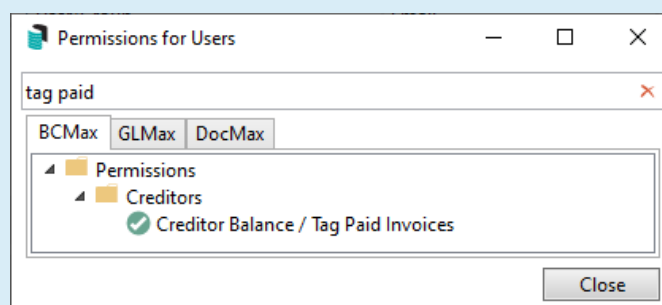 Permissions for Users
tag paid
BCMax GLMax DocMax
Permissions
Creditors
Creditor Balance / Tag Paid Invoices
Close